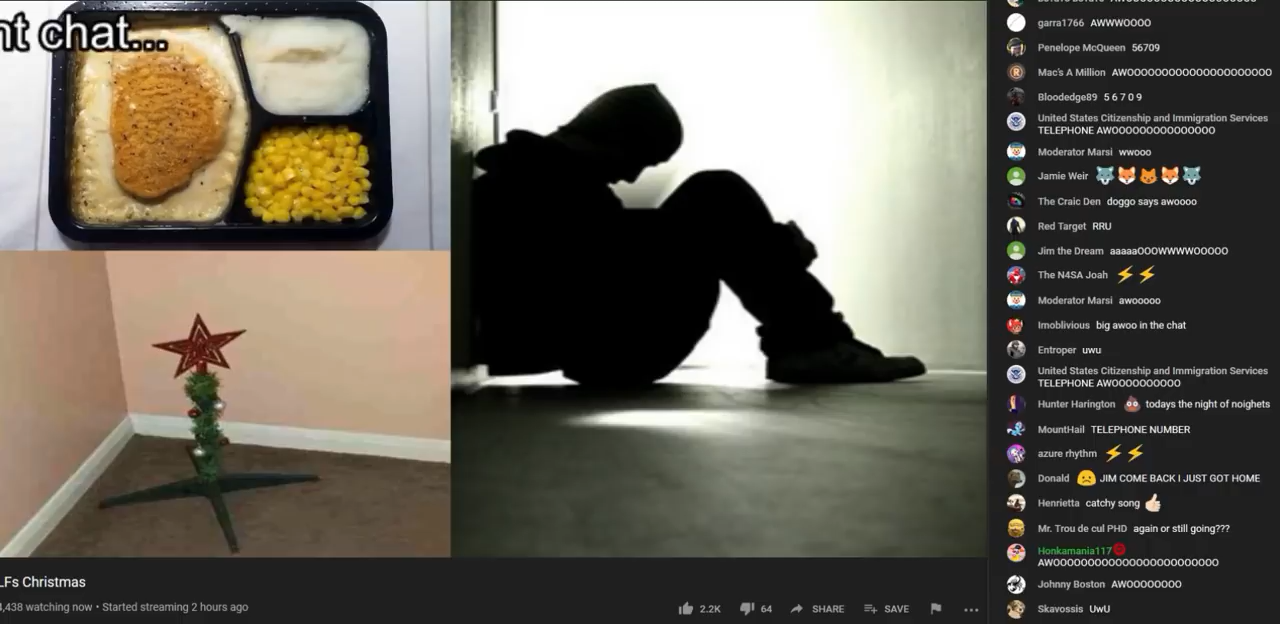 nt chat...
LFs Christmas
4,438 watching now • Started streaming 2 hours ago
2.2K
64
SHARE
SAVE
garra1766 AWWWOOOO
Penelope McQueen 56709
Mac's A Million AWOOOOOOOOOOOOOOOOOOOO
Bloodedge89 5 6 7 0 9
United States Citizenship and Immigration Services
TELEPHONE AWOOOOOOOOOOOOOO
Moderator Marsi wwooo
Jamie Weir 🐺🦊🐱🦊🐺
The Craic Den doggo says awoooo
Red Target RRU
Jim the Dream aaaaaOOOWWWWOOOOO
The N4SA Joah ⚡⚡
Moderator Marsi awooooo
Imoblivious big awoo in the chat
Entroper uwu
United States Citizenship and Immigration Services
TELEPHONE AWOOOOOOOOOO
Hunter Harington 💩 todays the night of noighets
MountHail TELEPHONE NUMBER
azure rhythm ⚡⚡
Donald ☹️ JIM COME BACK I JUST GOT HOME
Henrietta catchy song 👍🏻
Mr. Trou de cul PHD again or still going???
Honkamania117
AWOOOOOOOOOOOOOOOOOOOOOOOO
Johnny Boston AWOOOOOOOO
Skavossis UwU